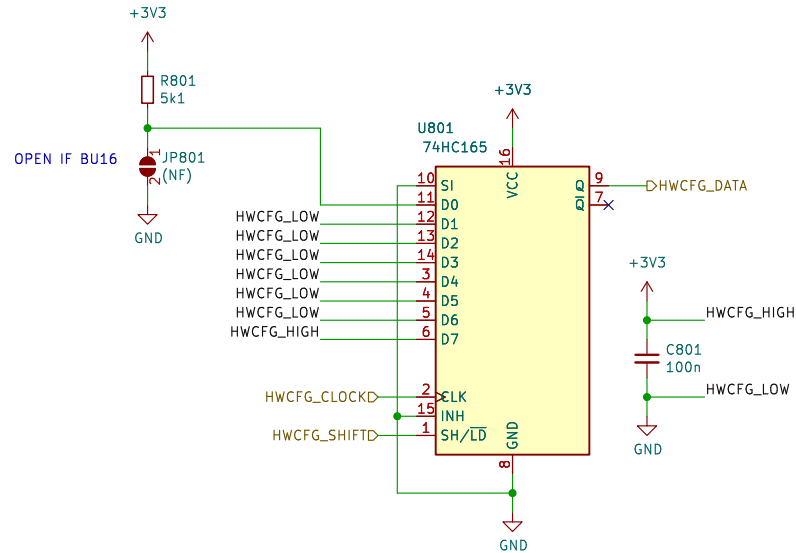 +3V3
R801
5k1
OPEN IF BU16
1
JP801
2
(NF)
GND
+3V3
U801
74HC165
16
VCC
10 SI
11 D0
HWCFG_LOW 12 D1
HWCFG_LOW 13 D2
HWCFG_LOW 14 D3
HWCFG_LOW 3 D4
HWCFG_LOW 4 D5
HWCFG_LOW 5 D6
HWCFG_HIGH 6 D7
HWCFG_CLOCK 2 CLK
15 INH
HWCFG_SHIFT 1 SH/LD
Q 9 HWCFG_DATA
Q 7
GND
8
GND
+3V3
HWCFG_HIGH
C801
100n
HWCFG_LOW
GND